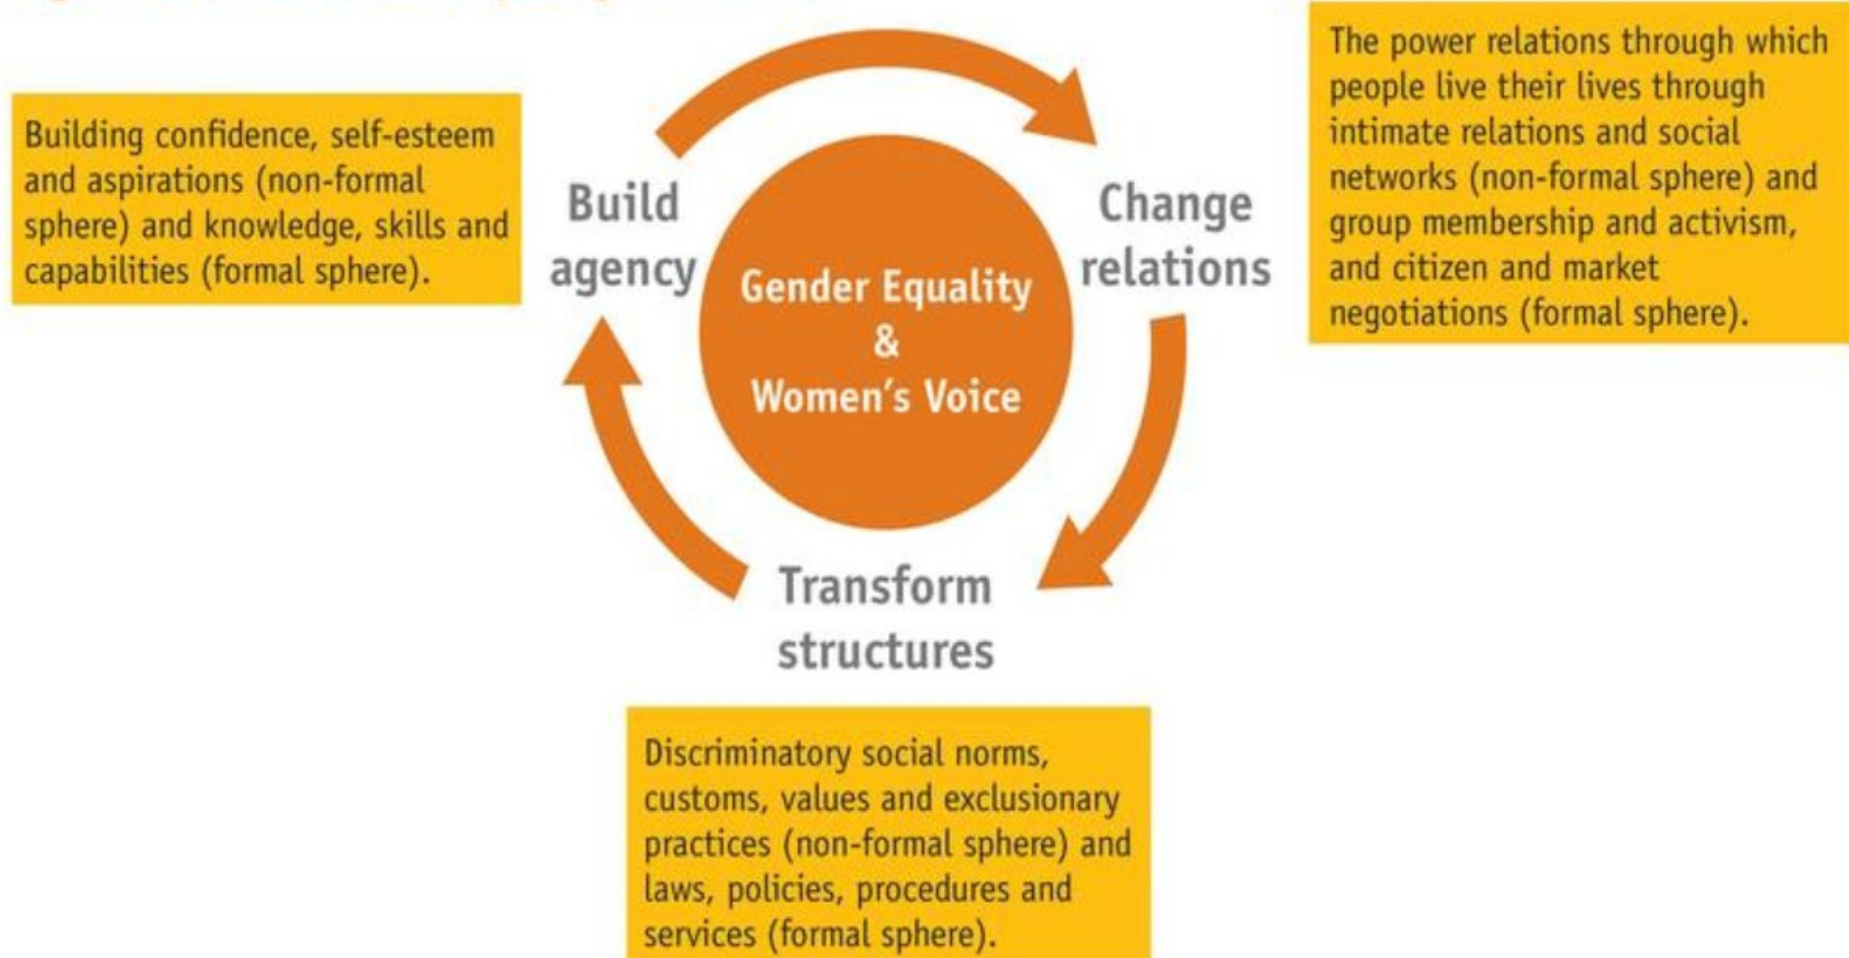 Building confidence, self-esteem
and aspirations (non-formal
sphere) and knowledge, skills and
capabilities (formal sphere).
Build
agency
Gender Equality
&
Women's Voice
Change
relations
The power relations through which
people live their lives through
intimate relations and social
networks (non-formal sphere) and
group membership and activism,
and citizen and market
negotiations (formal sphere).
Transform
structures
Discriminatory social norms,
customs, values and exclusionary
practices (non-formal sphere) and
laws, policies, procedures and
services (formal sphere).